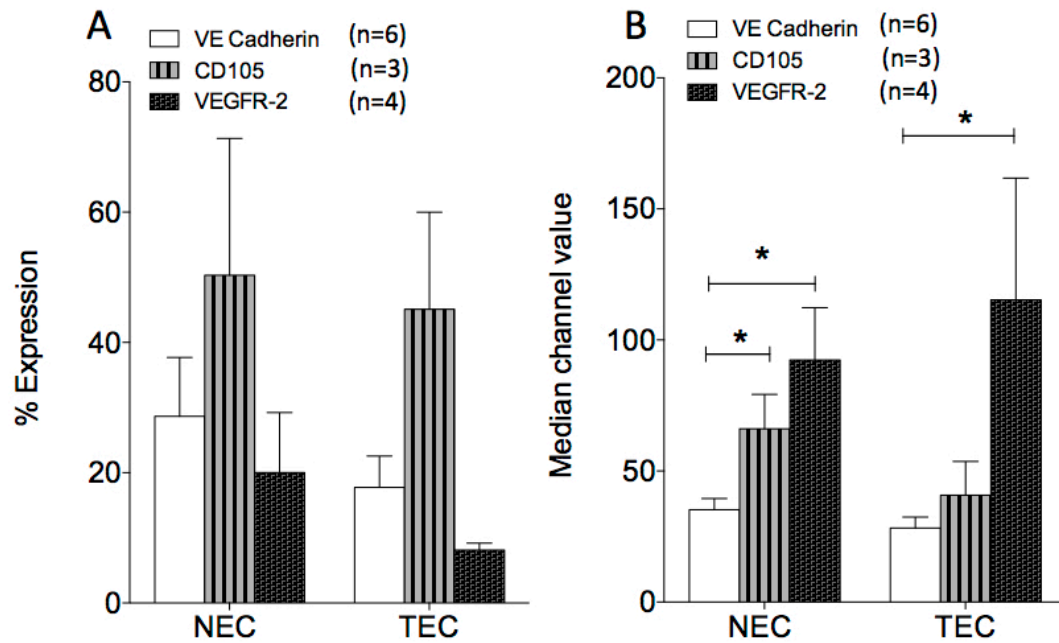 A
VE Cadherin (n=6)
CD105 (n=3)
VEGFR-2 (n=4)
80
60
40
20
0
% Expression
NEC TEC
B
VE Cadherin (n=6)
CD105 (n=3)
VEGFR-2 (n=4)
200
150
100
50
0
Median channel value
*
*
*
NEC TEC